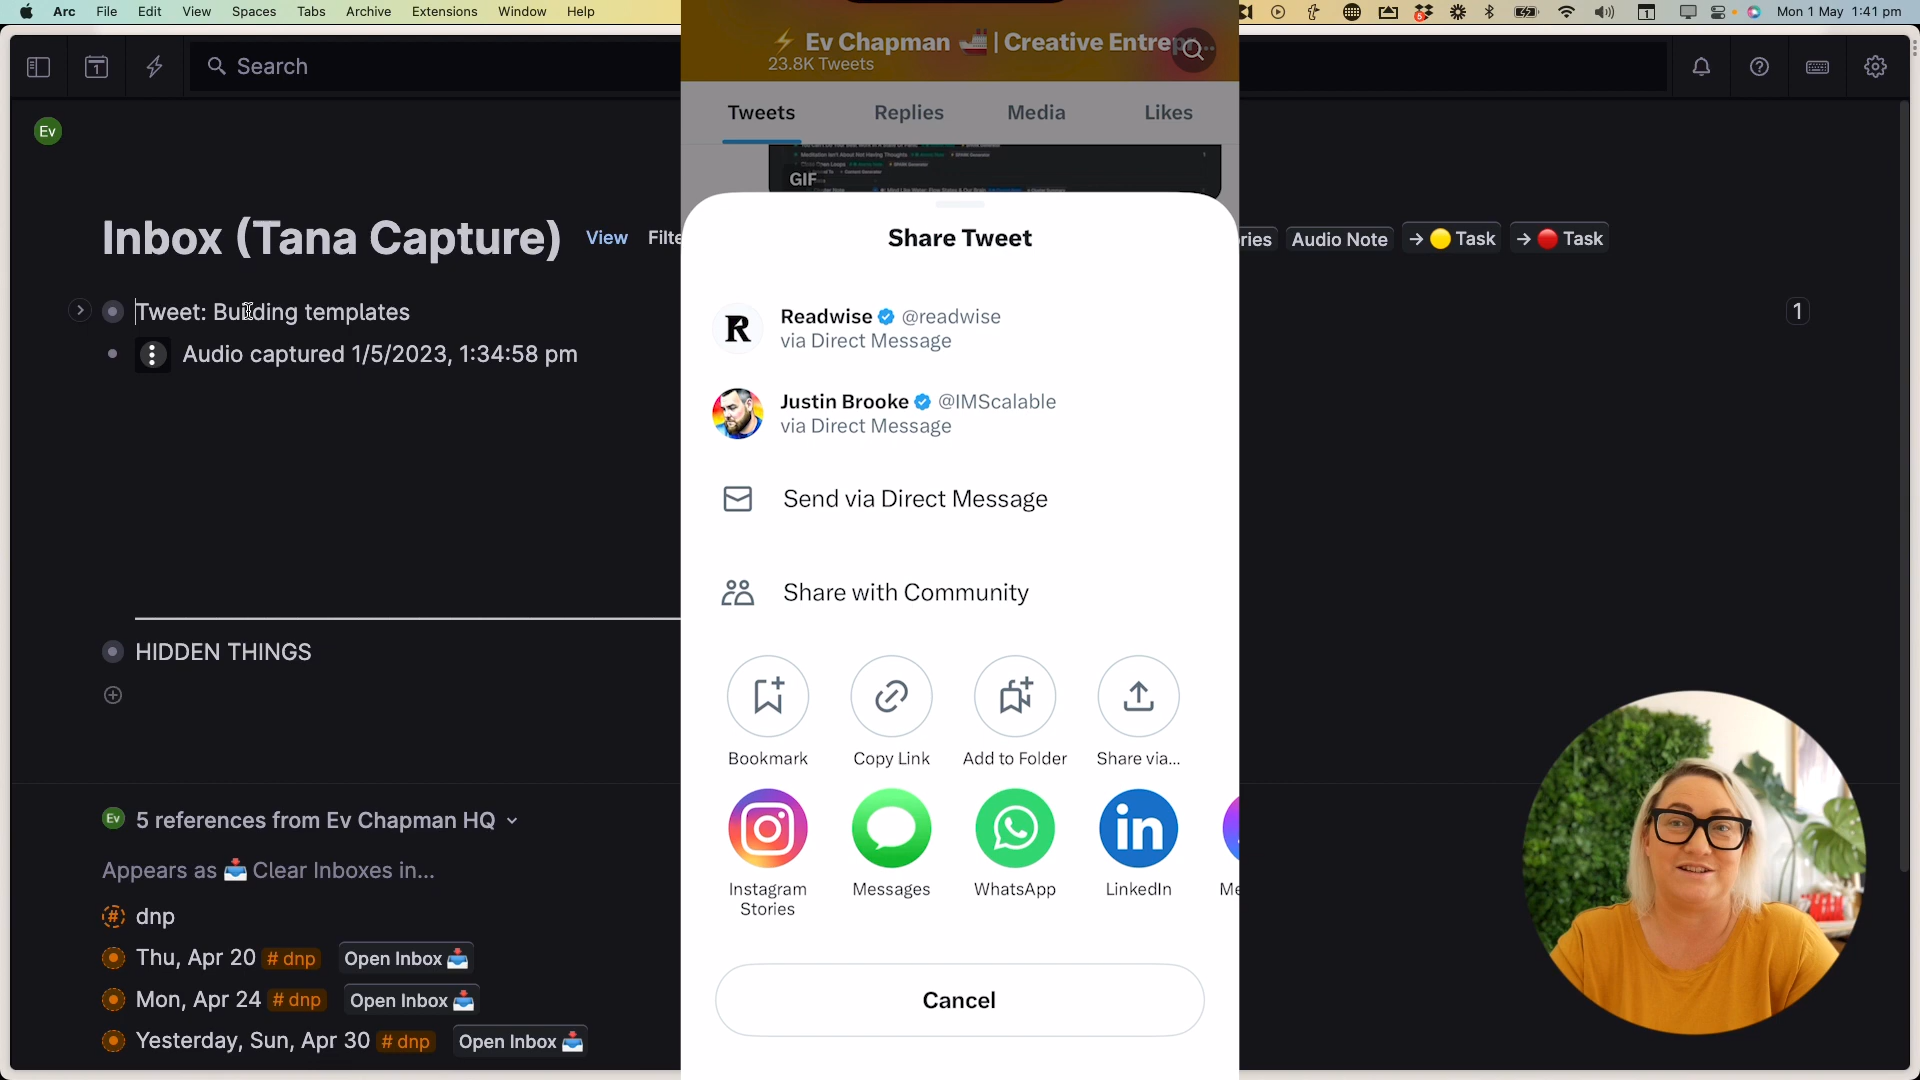 Arc File Edit View Spaces Tabs Archive Extensions Window Help
Mon 1 May 1:41 pm
Search
Ev
⚡ Ev Chapman 🚢 | Creative Entrepr
23.8K Tweets
Tweets Replies Media Likes
GIF
Inbox (Tana Capture) View Filte
ries Audio Note → 🟡 Task → 🔴 Task
Tweet: Building templates
1
Audio captured 1/5/2023, 1:34:58 pm
HIDDEN THINGS
Ev 5 references from Ev Chapman HQ
Appears as 📥 Clear Inboxes in...
# dnp
Thu, Apr 20 # dnp Open Inbox 📥
Mon, Apr 24 # dnp Open Inbox 📥
Yesterday, Sun, Apr 30 # dnp Open Inbox 📥
Share Tweet
Readwise @readwise
via Direct Message
Justin Brooke @IMScalable
via Direct Message
Send via Direct Message
Share with Community
Bookmark Copy Link Add to Folder Share via...
Instagram Stories Messages WhatsApp LinkedIn Me
Cancel